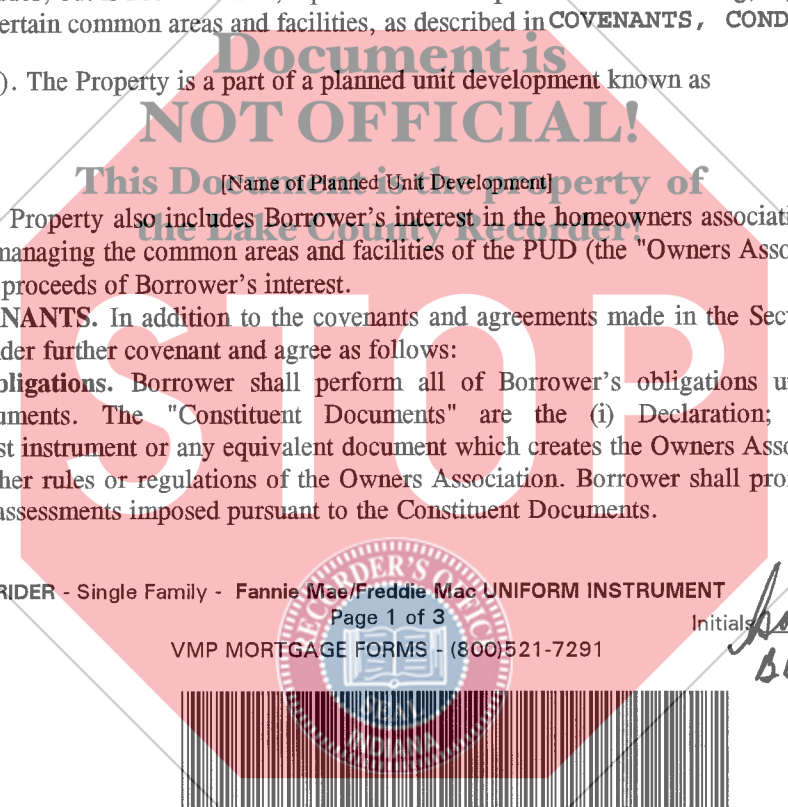 ertain common areas and facilities, as described in COVENANTS, COND
Document is
). The Property is a part of a planned unit development known as
NOT OFFICIAL!
This Document is the property of
[Name of Planned Unit Development]
Property also includes Borrower's interest in the homeowners associati
the Lake County Recorder!
managing the common areas and facilities of the PUD (the "Owners Asso
proceeds of Borrower's interest.
NANTS. In addition to the covenants and agreements made in the Secu
der further covenant and agree as follows:
bligations. Borrower shall perform all of Borrower's obligations u
uments. The "Constituent Documents" are the (i) Declaration;
st instrument or any equivalent document which creates the Owners Asso
her rules or regulations of the Owners Association. Borrower shall pro
assessments imposed pursuant to the Constituent Documents.
STOP
RIDER - Single Family - Fannie Mae/Freddie Mac UNIFORM INSTRUMENT
Page 1 of 3
Initials
VMP MORTGAGE FORMS - (800)521-7291
RECORDER'S OFFICE
SEAL
INDIANA